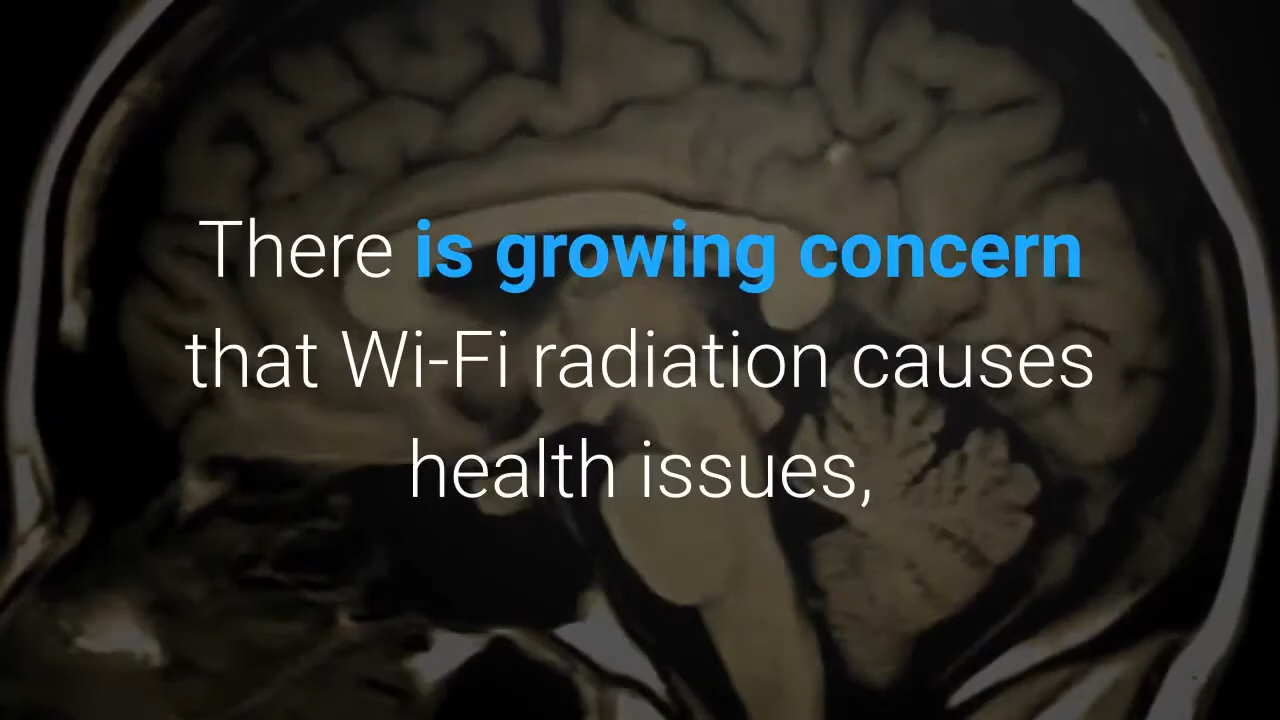 There is growing concern
that Wi-Fi radiation causes
health issues,